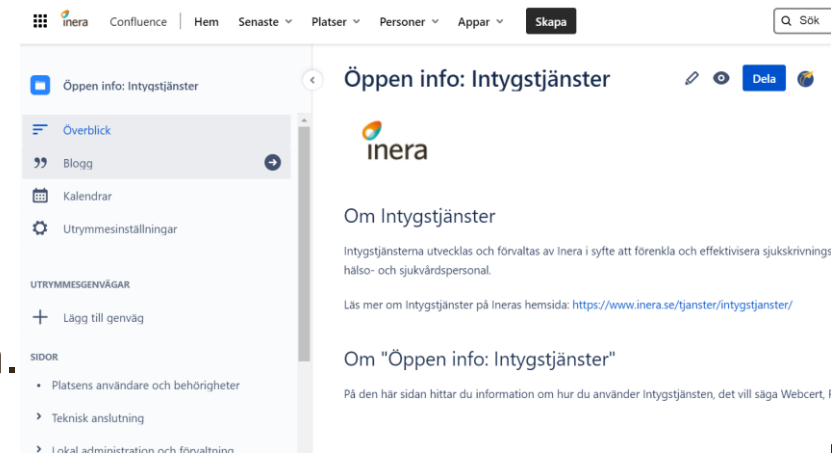 inera Confluence Hem Senaste Platser Personer Appar Skapa Sök
Öppen info: Intygstjänster
Överblick
Blogg
Kalendrar
Utrymmesinställningar
UTRYMMESGENVÄGAR
Lägg till genväg
SIDOR
Platsens användare och behörigheter
Teknisk anslutning
Lokal administration och förvaltning
Öppen info: Intygstjänster Dela
inera
Om Intygstjänster
Intygstjänsterna utvecklas och förvaltas av Inera i syfte att förenkla och effektivisera sjukskrivnings
hälso- och sjukvårdspersonal.
Läs mer om Intygstjänster på Ineras hemsida: https://www.inera.se/tjanster/intygstjanster/
Om "Öppen info: Intygstjänster"
På den här sidan hittar du information om hur du använder Intygstjänsten, det vill säga Webcert,